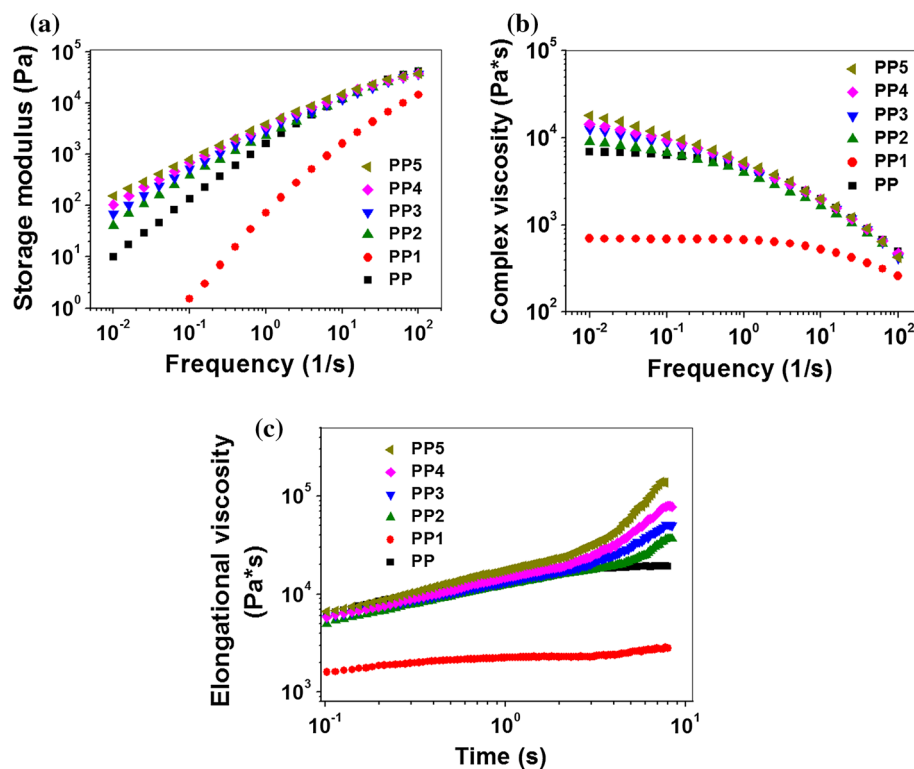 (a)
Storage modulus (Pa)
10^5
10^4
10^3
10^2
10^1
10^0
PP5
PP4
PP3
PP2
PP1
PP
10^-2 10^-1 10^0 10^1 10^2
Frequency (1/s)
(b)
Complex viscosity (Pa*s)
10^5
10^4
10^3
10^2
PP5
PP4
PP3
PP2
PP1
PP
10^-2 10^-1 10^0 10^1 10^2
Frequency (1/s)
(c)
Elongational viscosity
(Pa*s)
10^5
10^4
10^3
PP5
PP4
PP3
PP2
PP1
PP
10^-1 10^0 10^1
Time (s)